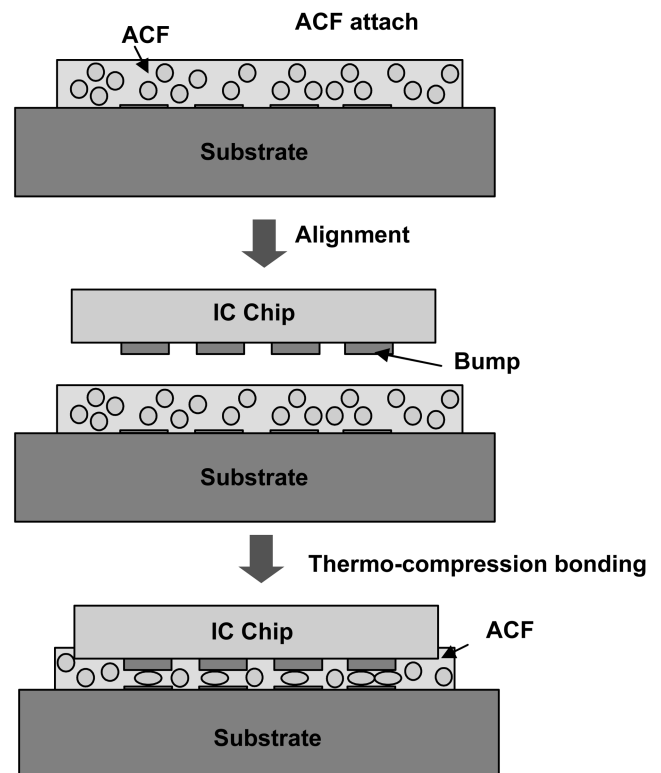 ACF attach
ACF
Substrate
Alignment
IC Chip
Bump
Substrate
Thermo-compression bonding
IC Chip
ACF
Substrate